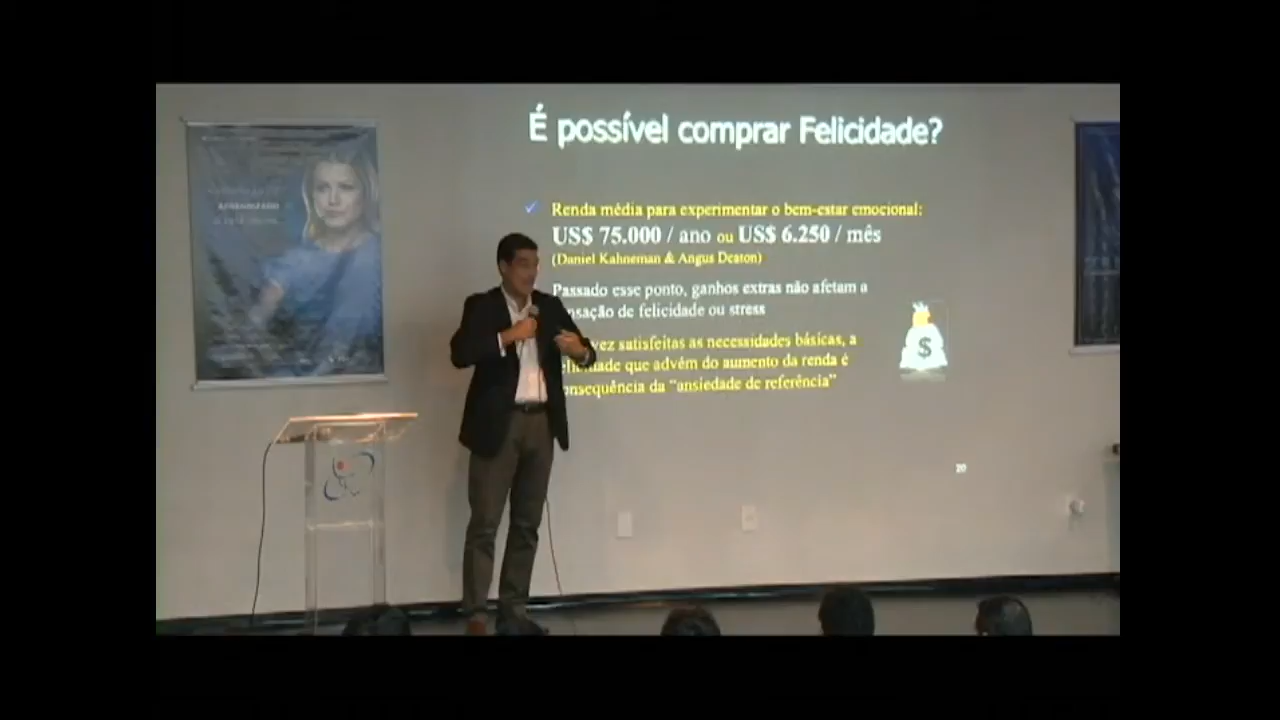 É possível comprar Felicidade?
Renda média para experimentar o bem-estar emocional:
US$ 75.000 / ano ou US$ 6.250 / mês
(Daniel Kahneman & Angus Deaton)
Passado esse ponto, ganhos extras não afetam a
de felicidade ou stress
vez satisfeitas as necessidades básicas, a
que advém do aumento da renda é
da “ansiedade de referência”
$
20